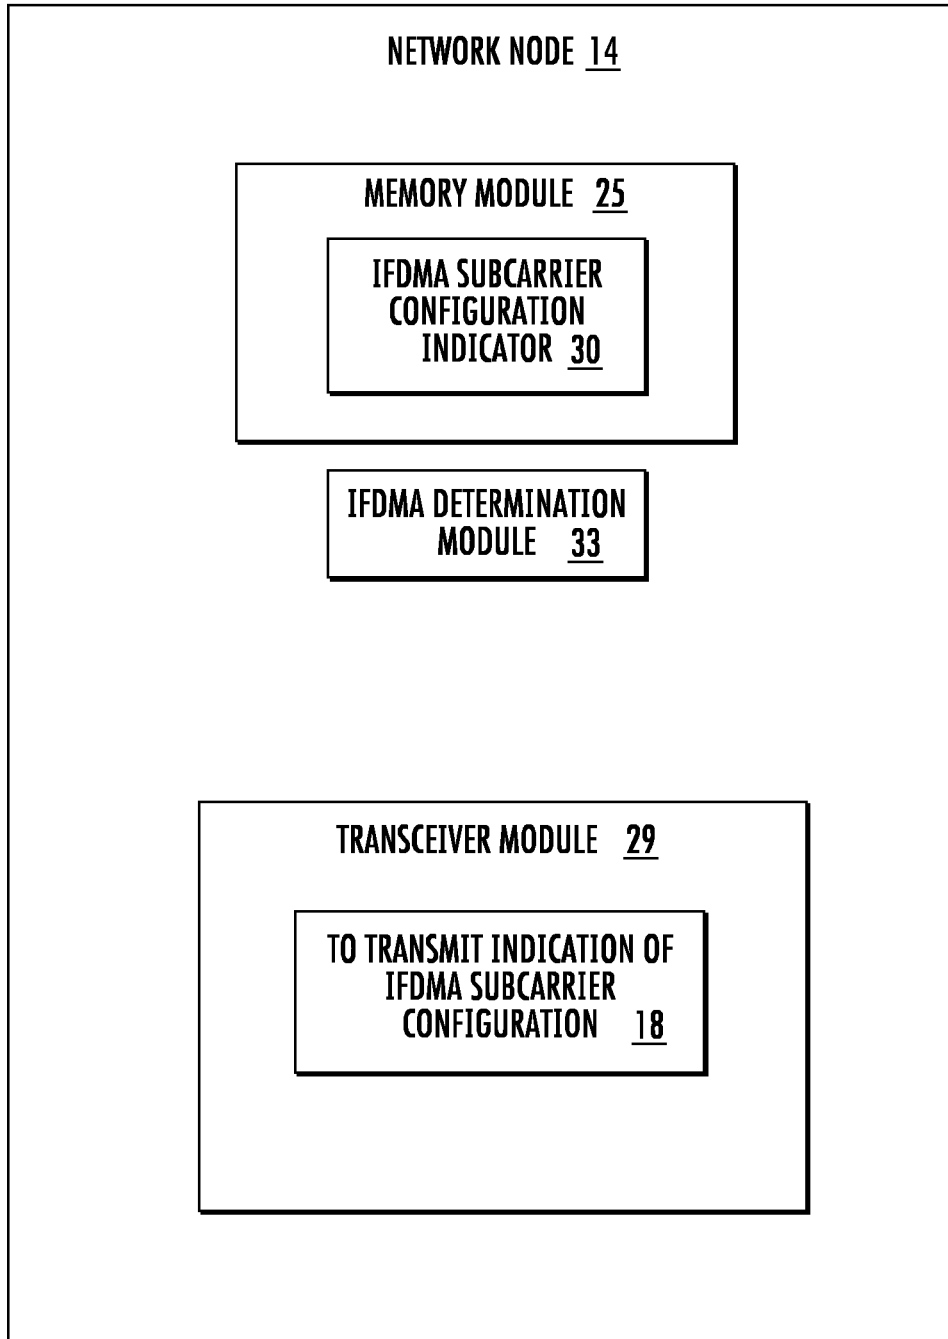 NETWORK NODE 14
MEMORY MODULE 25
IFDMA SUBCARRIER
CONFIGURATION
INDICATOR 30
IFDMA DETERMINATION
MODULE 33
TRANSCEIVER MODULE 29
TO TRANSMIT INDICATION OF
IFDMA SUBCARRIER
CONFIGURATION 18